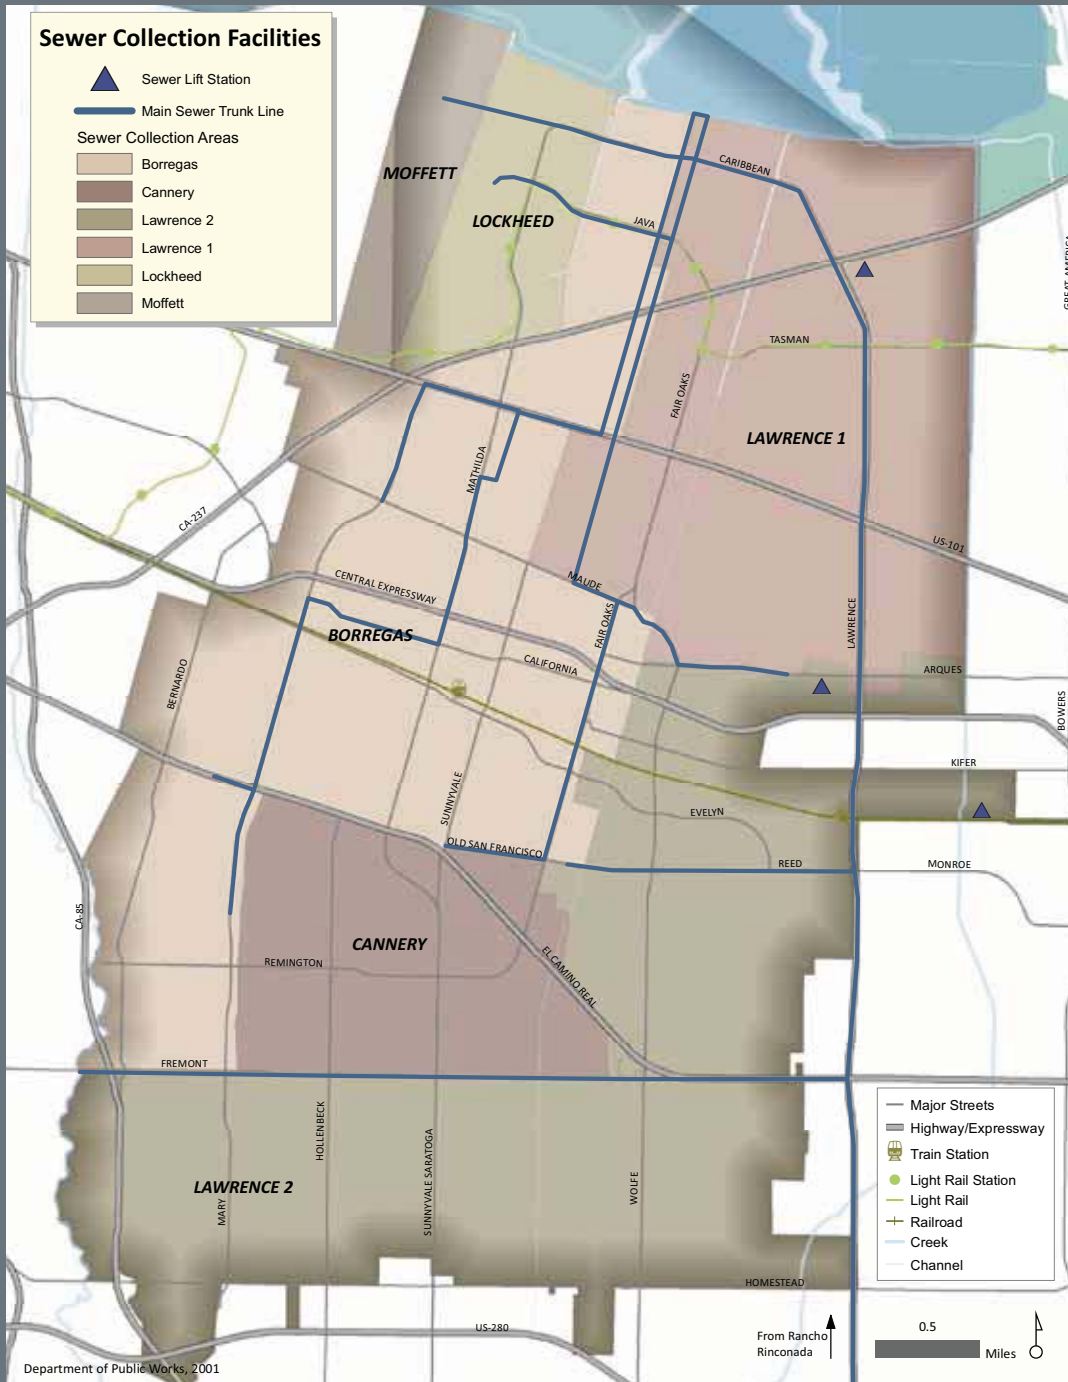 Sewer Collection Facilities
Sewer Lift Station
Main Sewer Trunk Line
Sewer Collection Areas
Borregas
Cannery
Lawrence 2
Lawrence 1
Lockheed
Moffett
MOFFETT
CARIBBEAN
LOCKHEED
JAVA
GREAT AMERICA
TASMAN
FAIR OAKS
LAWRENCE 1
MATHILDA
CA-237
US-101
CENTRAL EXPRESSWAY
MAUDE
FAIR OAKS
LAWRENCE
BORREGAS
CALIFORNIA
ARQUES
BERNARDO
BOWERS
KIFER
SUNNYVALE
EVELYN
OLD SAN FRANCISCO
REED
MONROE
CA-85
CANNERY
REMINGTON
EL CAMINO REAL
FREMONT
HOLLENBECK
SUNNYVALE SARATOGA
WOLFE
LAWRENCE 2
MARY
HOMESTEAD
US-280
Major Streets
Highway/Expressway
Train Station
Light Rail Station
Light Rail
Railroad
Creek
Channel
From Rancho
Rinconada
0.5
Miles
Department of Public Works, 2001